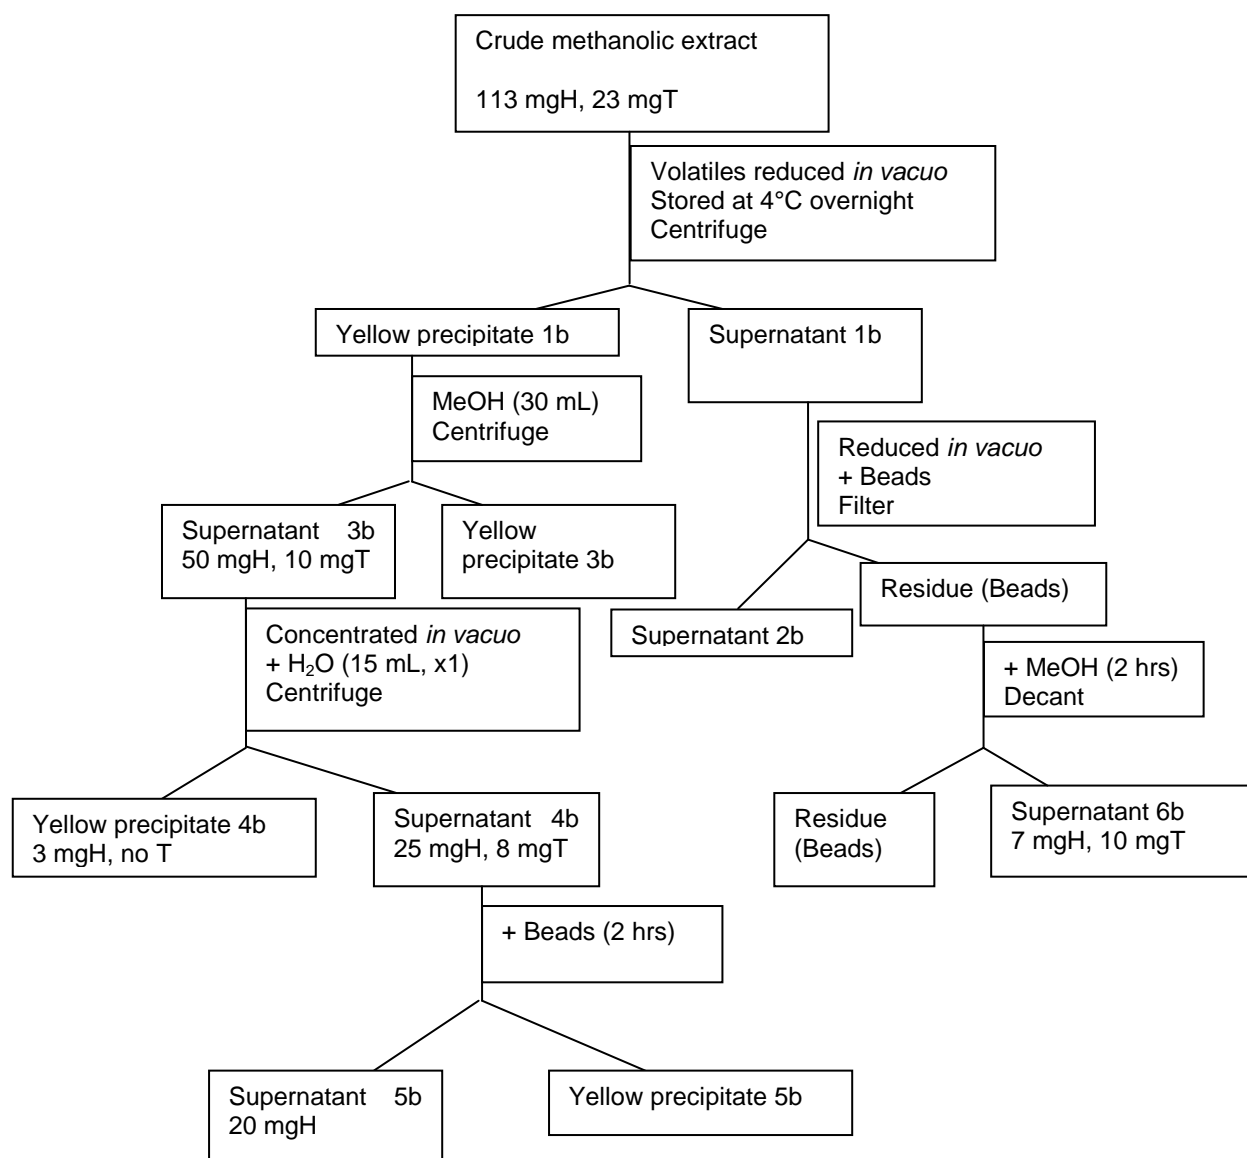 Crude methanolic extract
113 mgH, 23 mgT
Volatiles reduced in vacuo
Stored at 4°C overnight
Centrifuge
Yellow precipitate 1b
Supernatant 1b
MeOH (30 mL)
Centrifuge
Reduced in vacuo
+ Beads
Filter
Supernatant 3b
50 mgH, 10 mgT
Yellow
precipitate 3b
Residue (Beads)
Supernatant 2b
Concentrated in vacuo
+ H₂O (15 mL, x1)
Centrifuge
+ MeOH (2 hrs)
Decant
Yellow precipitate 4b
3 mgH, no T
Supernatant 4b
25 mgH, 8 mgT
Residue
(Beads)
Supernatant 6b
7 mgH, 10 mgT
+ Beads (2 hrs)
Supernatant 5b
20 mgH
Yellow precipitate 5b